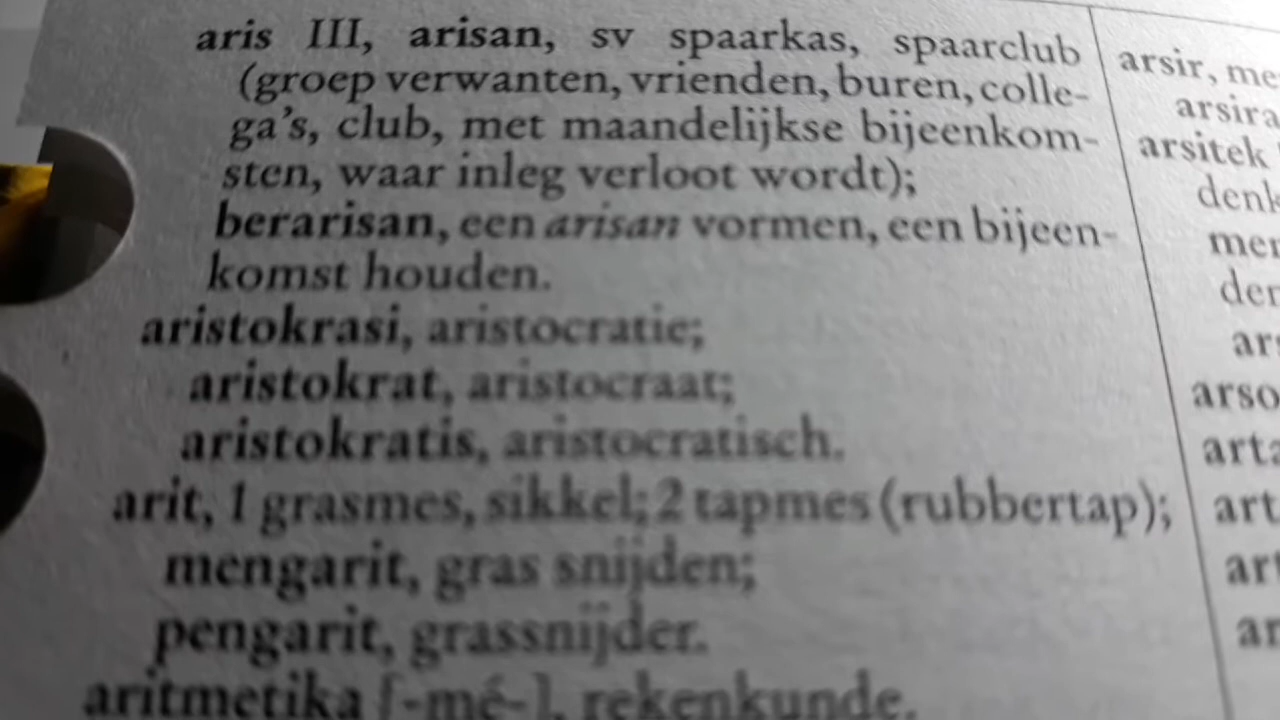 aris III, arisan, sv spaarkas, spaarclub
(groep verwanten, vrienden, buren, colle-
ga's, club, met maandelijkse bijeenkom-
sten, waar inleg verloot wordt);
berarisan, een arisan vormen, een bijeen-
komst houden.
aristokrasi, aristocratie;
aristokrat, aristocraat;
aristokratis, aristocratisch.
arit, 1 grasmes, sikkel; 2 tapmes (rubbertap);
mengarit, gras snijden;
pengarit, grassnijder.
aritmetika [-mé-], rekenkunde.
arsir, me
arsira
arsitek
denk
mer
der
ars
arso
arta
art
art
ar